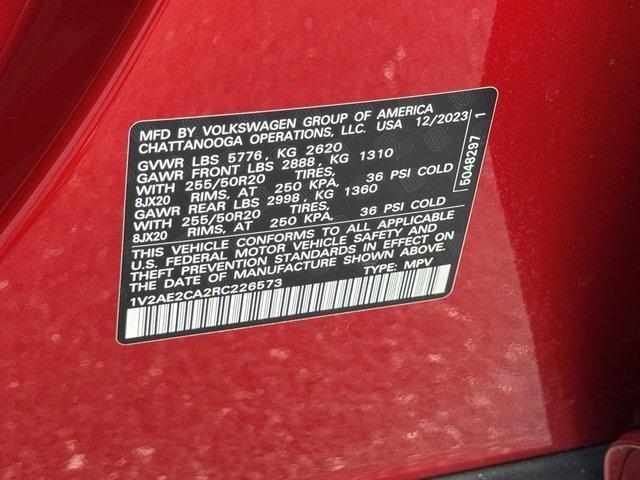 MFD BY VOLKSWAGEN GROUP OF AMERICA
CHATTANOOGA OPERATIONS, LLC. USA 12/2023
GVWR LBS 5776, KG 2620
GAWR FRONT LBS 2888, KG 1310
WITH 255/50R20 TIRES,
8JX20 RIMS, AT 250 KPA, 36 PSI COLD
GAWR REAR LBS 2998, KG 1360
WITH 255/50R20 TIRES,
8JX20 RIMS, AT 250 KPA, 36 PSI COLD
THIS VEHICLE CONFORMS TO ALL APPLICABLE
U.S. FEDERAL MOTOR VEHICLE SAFETY AND
THEFT PREVENTION STANDARDS IN EFFECT ON
THE DATE OF MANUFACTURE SHOWN ABOVE.
1V2AE2CA2RC226573 TYPE: MPV
5048297 1